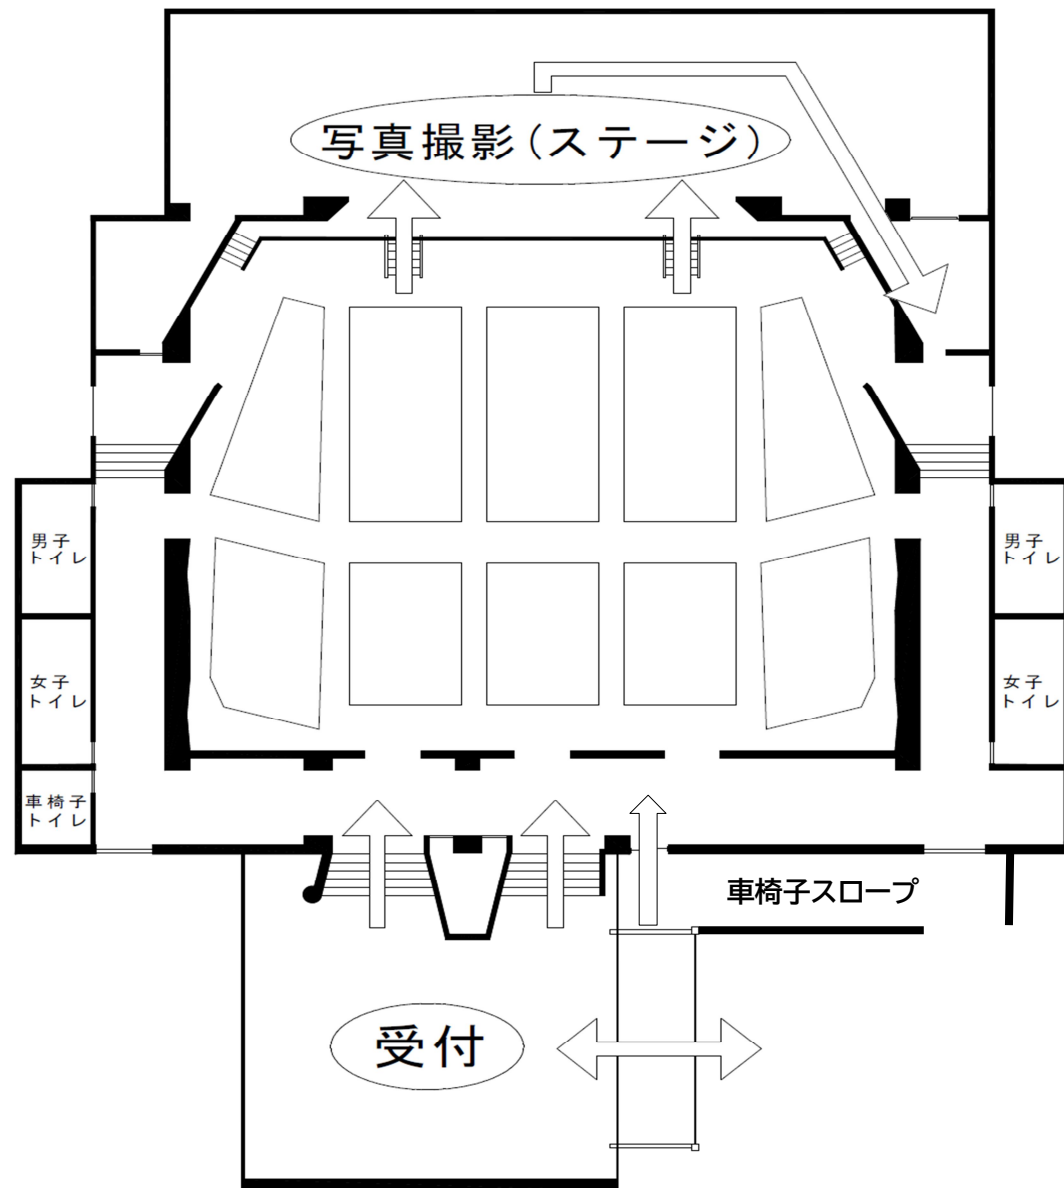 写真撮影(ステージ)
男子
トイレ
男子
トイレ
女子
トイレ
女子
トイレ
車椅子
トイレ
車椅子スロープ
受付